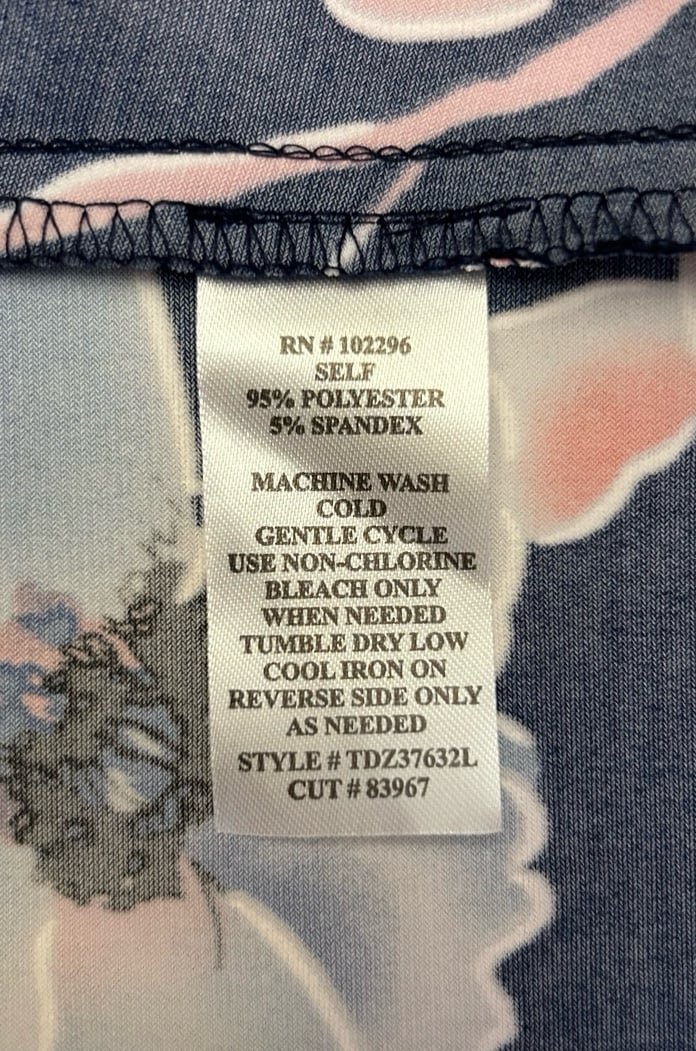 RN # 102296
SELF
95% POLYESTER
5% SPANDEX
MACHINE WASH
COLD
GENTLE CYCLE
USE NON-CHLORINE
BLEACH ONLY
WHEN NEEDED
TUMBLE DRY LOW
COOL IRON ON
REVERSE SIDE ONLY
AS NEEDED
STYLE # TDZ37632L
CUT # 83967